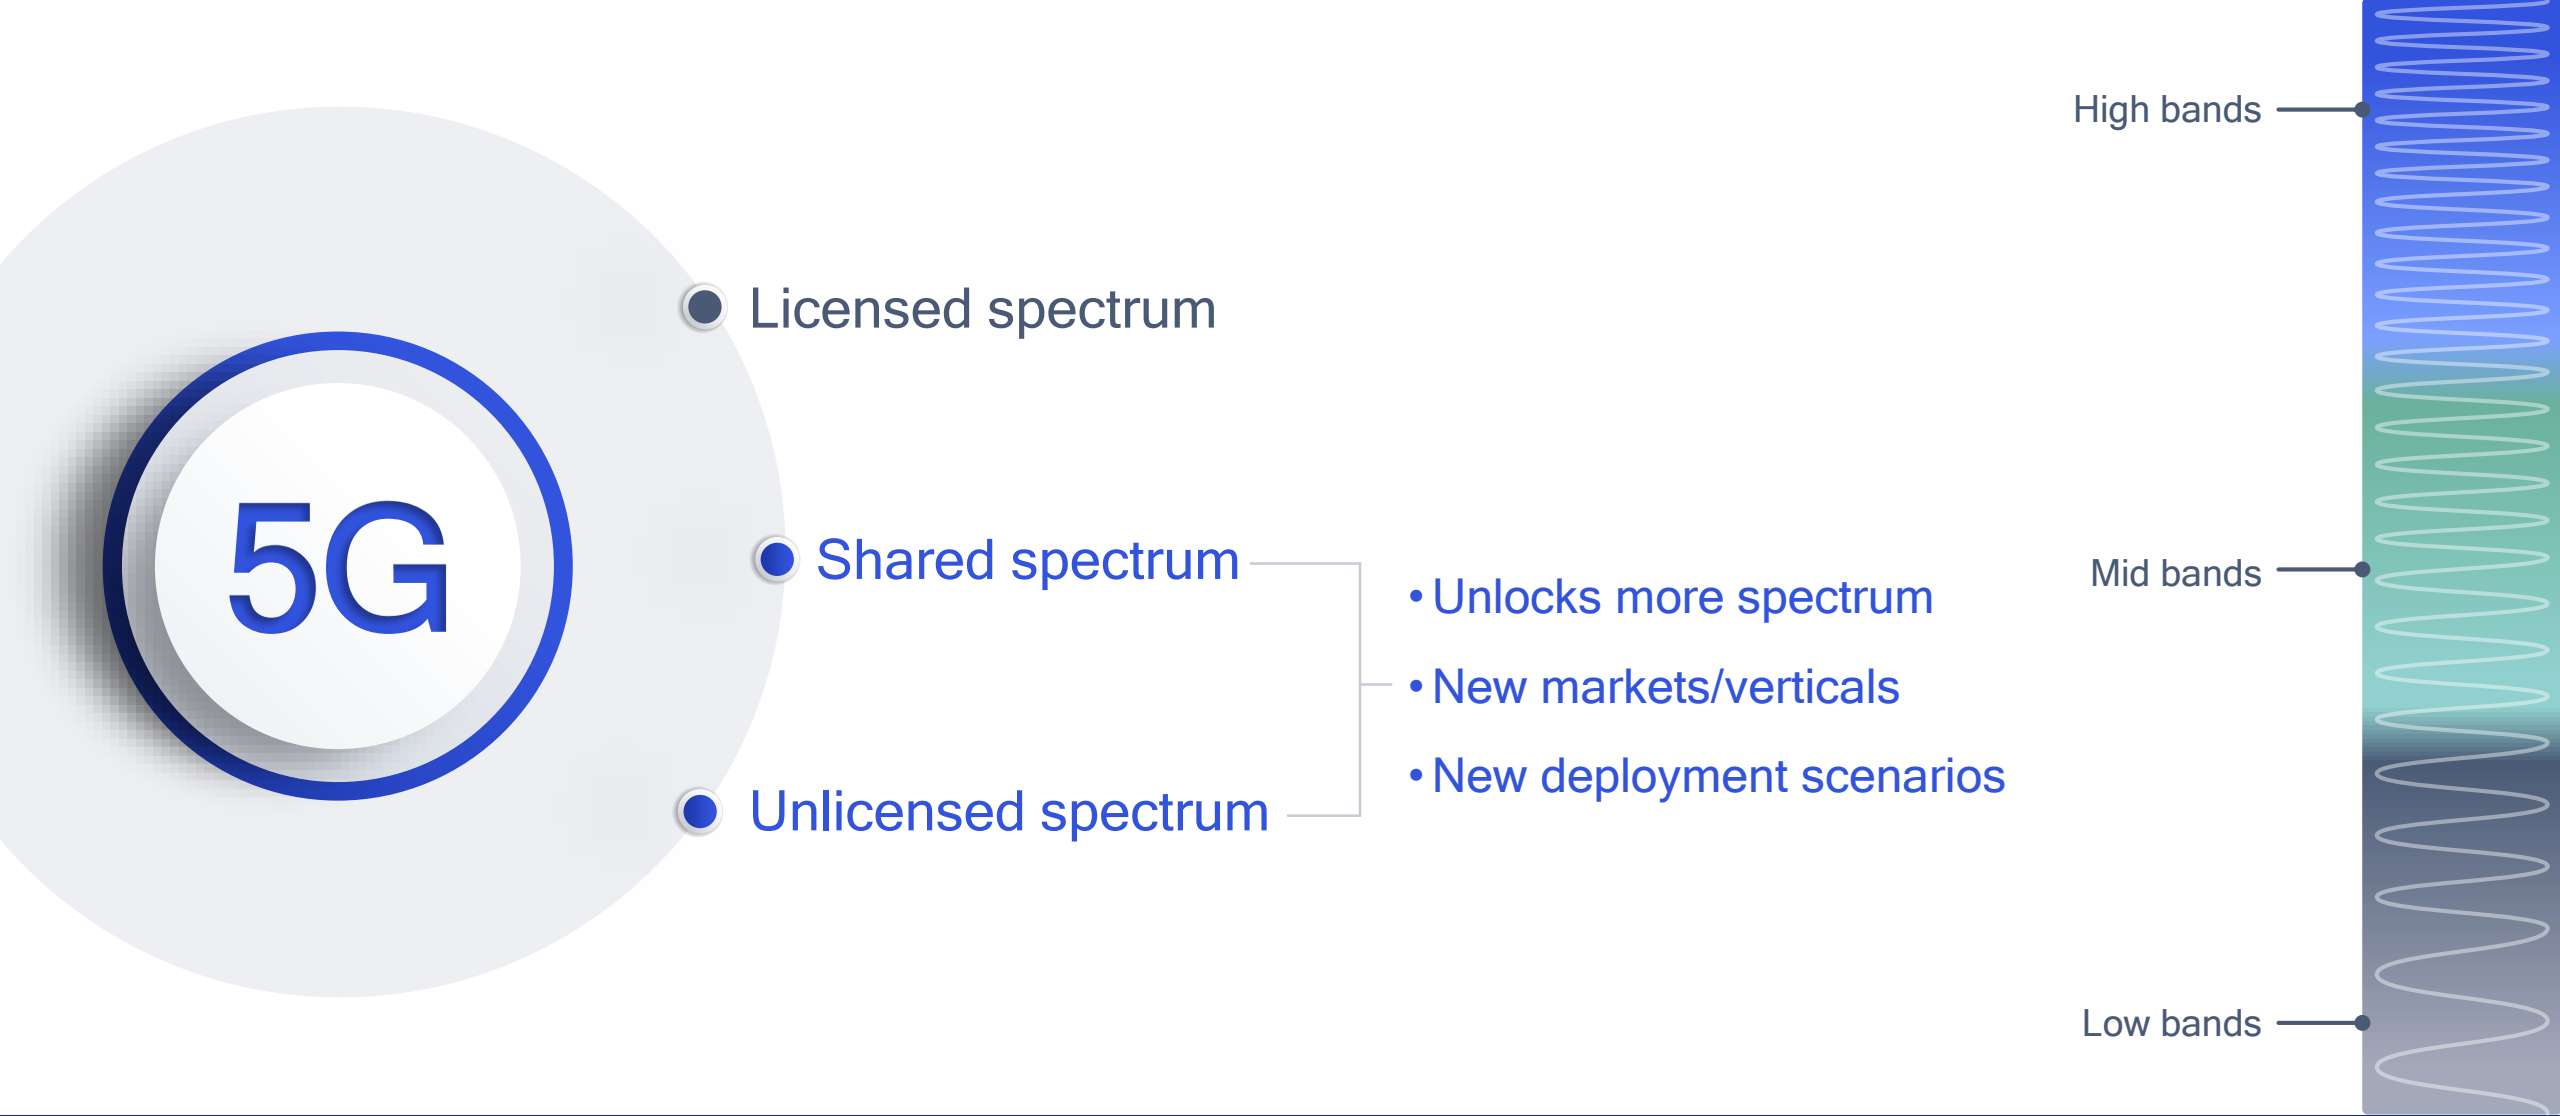 5G
Licensed spectrum
Shared spectrum
Unlicensed spectrum
• Unlocks more spectrum
• New markets/verticals
• New deployment scenarios
High bands
Mid bands
Low bands